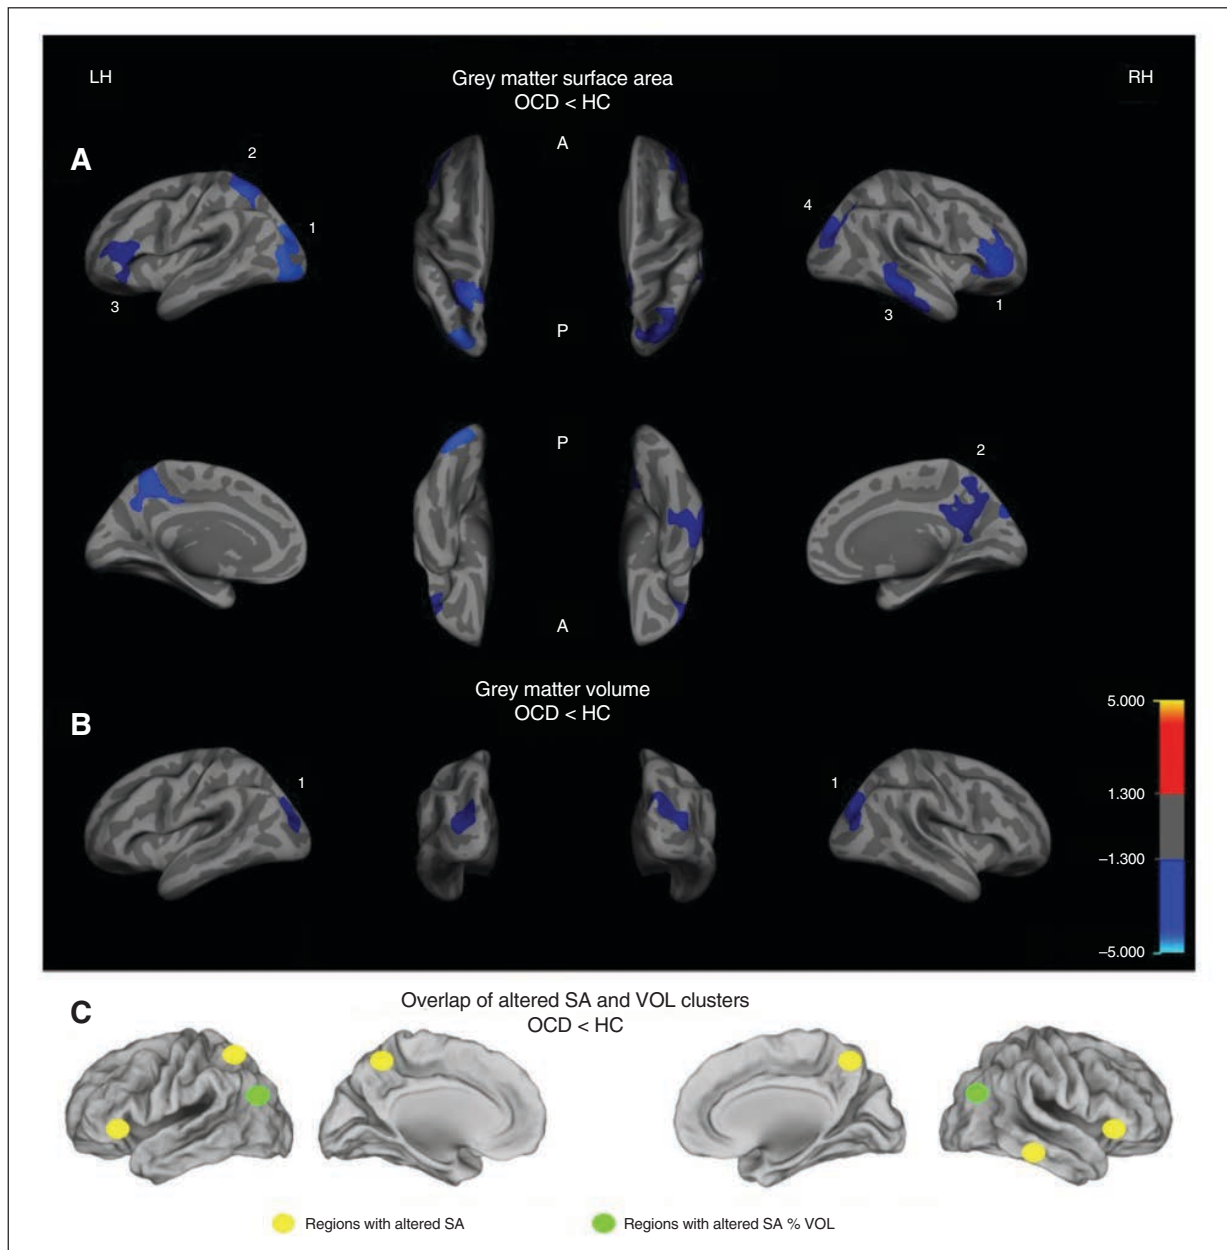 LH
Grey matter surface area
OCD < HC
RH
A
2
1
3
A
P
4
3
1
P
A
2
Grey matter volume
OCD < HC
B
1
1
5.000
1.300
–1.300
–5.000
C
Overlap of altered SA and VOL clusters
OCD < HC
Regions with altered SA
Regions with altered SA % VOL